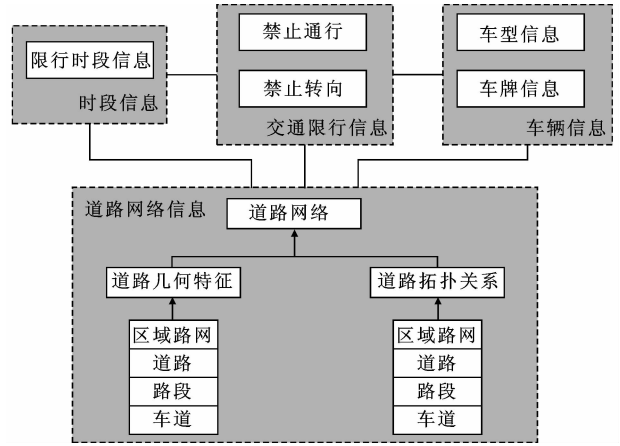 限行时段信息
时段信息
禁止通行
禁止转向
交通限行信息
车型信息
车牌信息
车辆信息
道路网络信息
道路网络
道路几何特征
区域路网
道路
路段
车道
道路拓扑关系
区域路网
道路
路段
车道